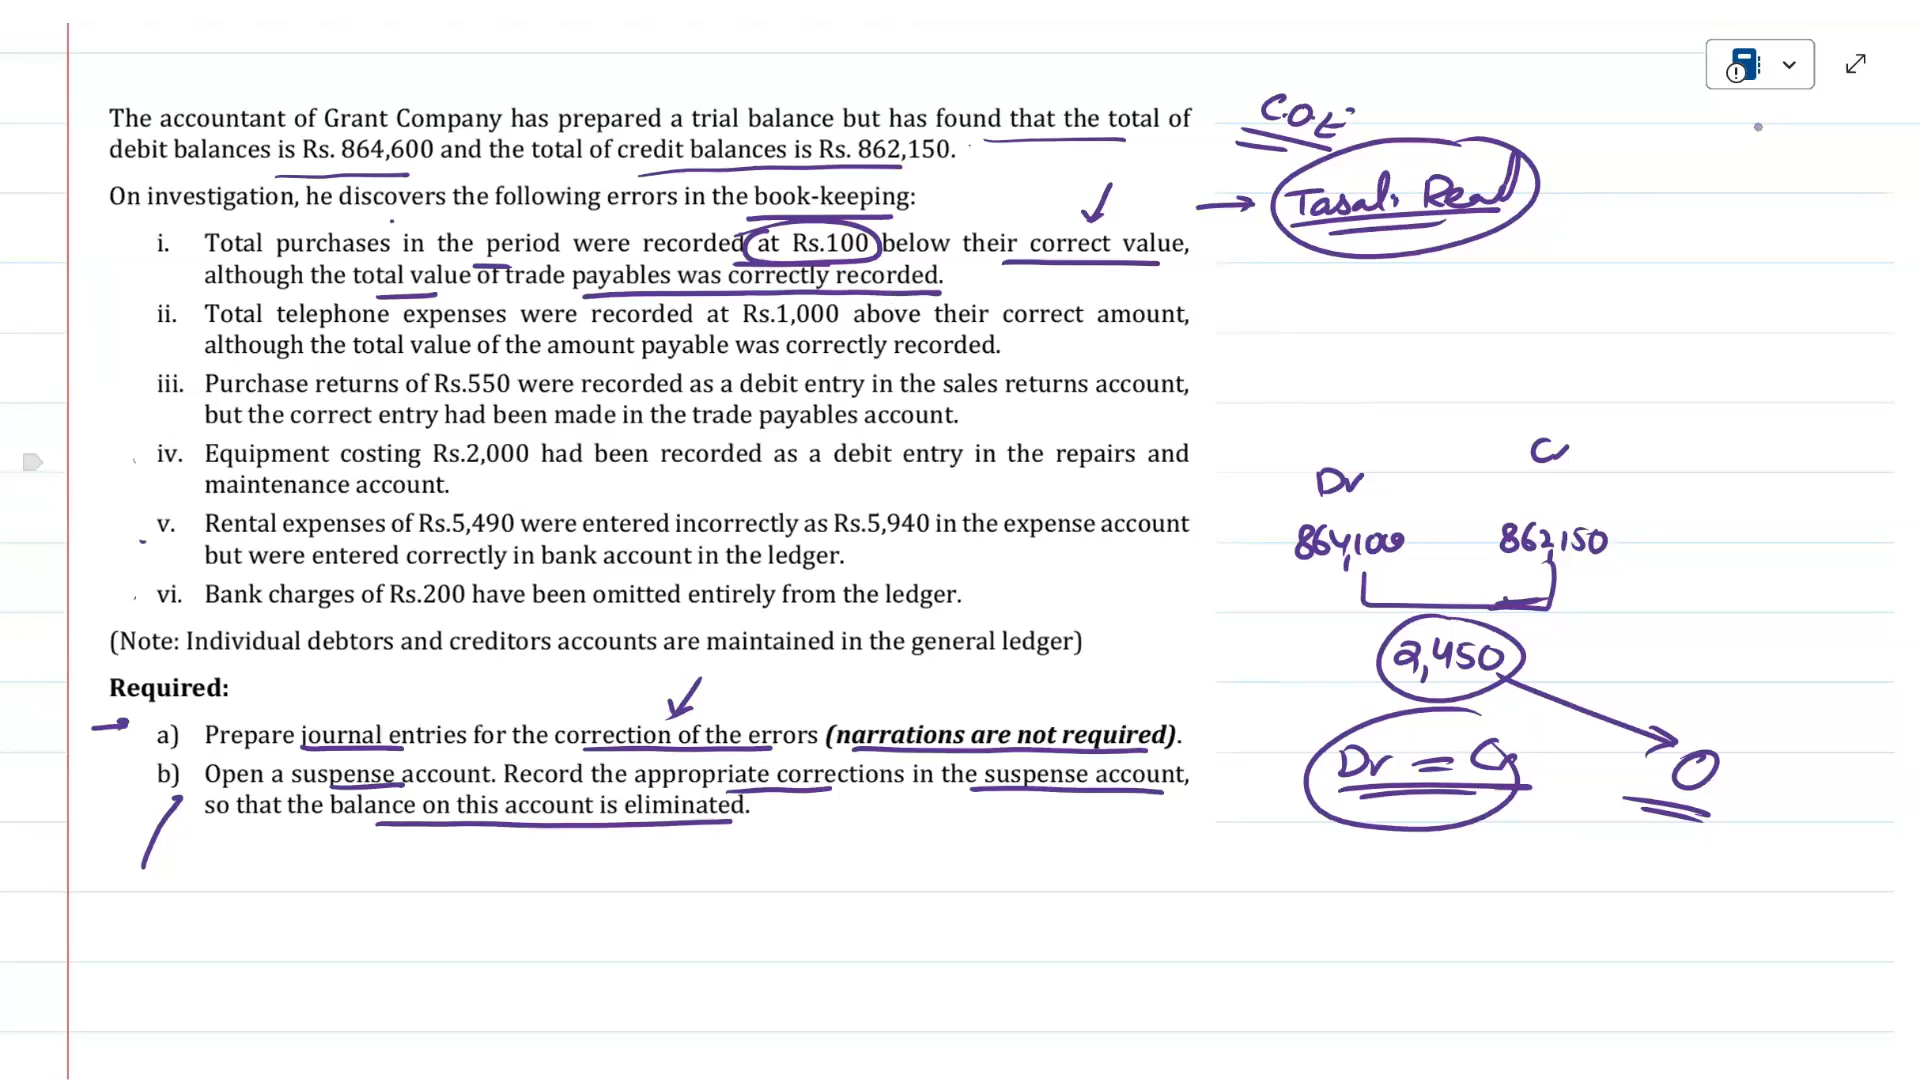 The accountant of Grant Company has prepared a trial balance but has found that the total of
debit balances is Rs. 864,600 and the total of credit balances is Rs. 862,150.
On investigation, he discovers the following errors in the book-keeping:
i. Total purchases in the period were recorded at Rs.100 below their correct value,
although the total value of trade payables was correctly recorded.
ii. Total telephone expenses were recorded at Rs.1,000 above their correct amount,
although the total value of the amount payable was correctly recorded.
iii. Purchase returns of Rs.550 were recorded as a debit entry in the sales returns account,
but the correct entry had been made in the trade payables account.
iv. Equipment costing Rs.2,000 had been recorded as a debit entry in the repairs and
maintenance account.
v. Rental expenses of Rs.5,490 were entered incorrectly as Rs.5,940 in the expense account
but were entered correctly in bank account in the ledger.
vi. Bank charges of Rs.200 have been omitted entirely from the ledger.
(Note: Individual debtors and creditors accounts are maintained in the general ledger)
Required:
a) Prepare journal entries for the correction of the errors (narrations are not required).
b) Open a suspense account. Record the appropriate corrections in the suspense account,
so that the balance on this account is eliminated.
C.O.E
Tasali Read
Dr Cr
864,100 862,150
2,450
Dr = Cr 0